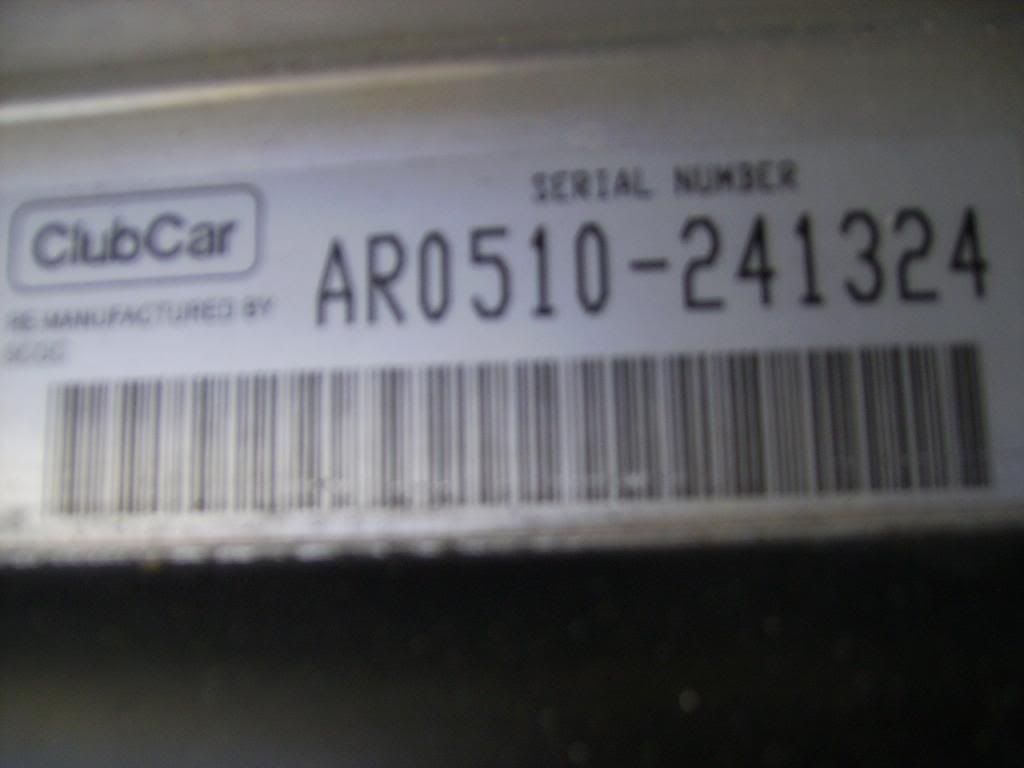 SERIAL NUMBER
ClubCar
AR0510-241324
RE-MANUFACTURED BY